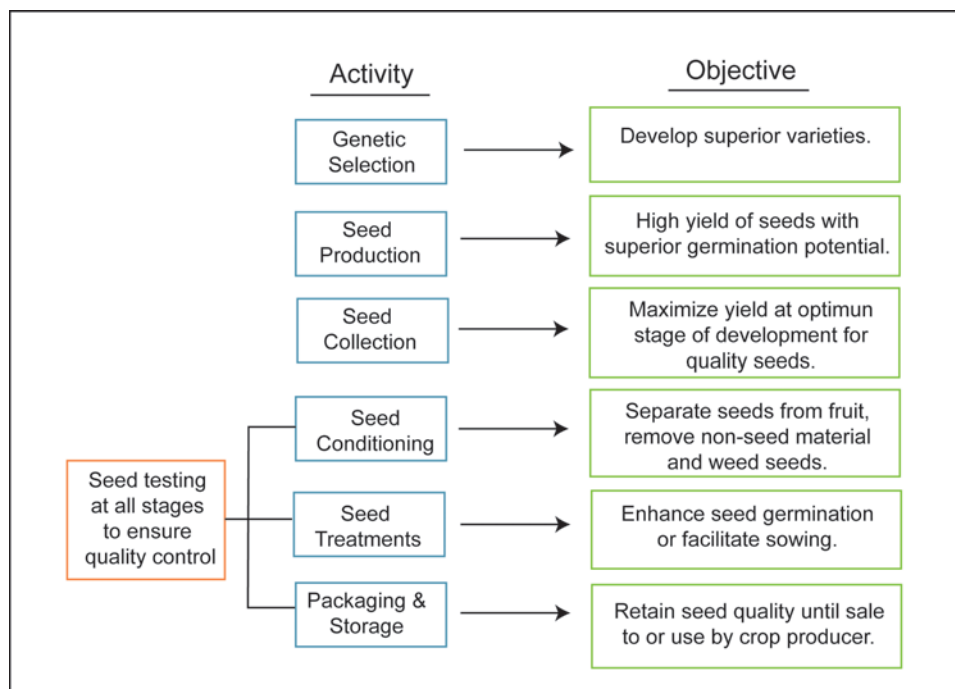 Activity
Objective
Genetic
Selection
Develop superior varieties.
Seed
Production
High yield of seeds with
superior germination potential.
Seed
Collection
Maximize yield at optimun
stage of development for
quality seeds.
Seed testing
at all stages
to ensure
quality control
Seed
Conditioning
Separate seeds from fruit,
remove non-seed material
and weed seeds.
Seed
Treatments
Enhance seed germination
or facilitate sowing.
Packaging &
Storage
Retain seed quality until sale
to or use by crop producer.